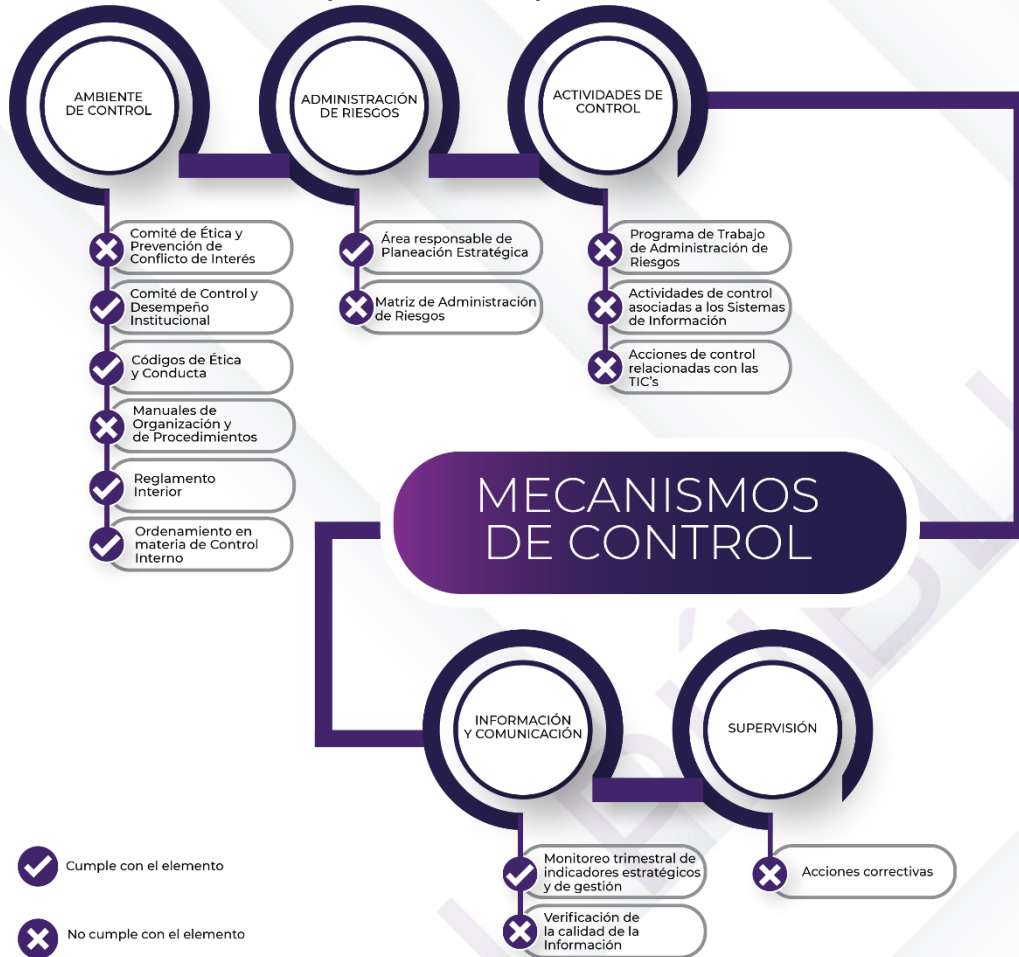 AMBIENTE
DE CONTROL
ADMINISTRACIÓN
DE RIESGOS
ACTIVIDADES DE
CONTROL
Comité de Ética y
Prevención de
Conflicto de Interés
Comité de Control y
Desempeño
Institucional
Códigos de Ética
y Conducta
Manuales de
Organización y
de Procedimientos
Reglamento
Interior
Ordenamiento en
materia de Control
Interno
Área responsable de
Planeación Estratégica
Matriz de Administración
de Riesgos
Programa de Trabajo
de Administración de
Riesgos
Actividades de control
asociadas a los Sistemas
de Información
Acciones de control
relacionadas con las
TIC's
MECANISMOS
DE CONTROL
INFORMACIÓN
Y COMUNICACIÓN
SUPERVISIÓN
Monitoreo trimestral de
indicadores estratégicos
y de gestión
Verificación de
la calidad de la
Información
Acciones correctivas
Cumple con el elemento
No cumple con el elemento